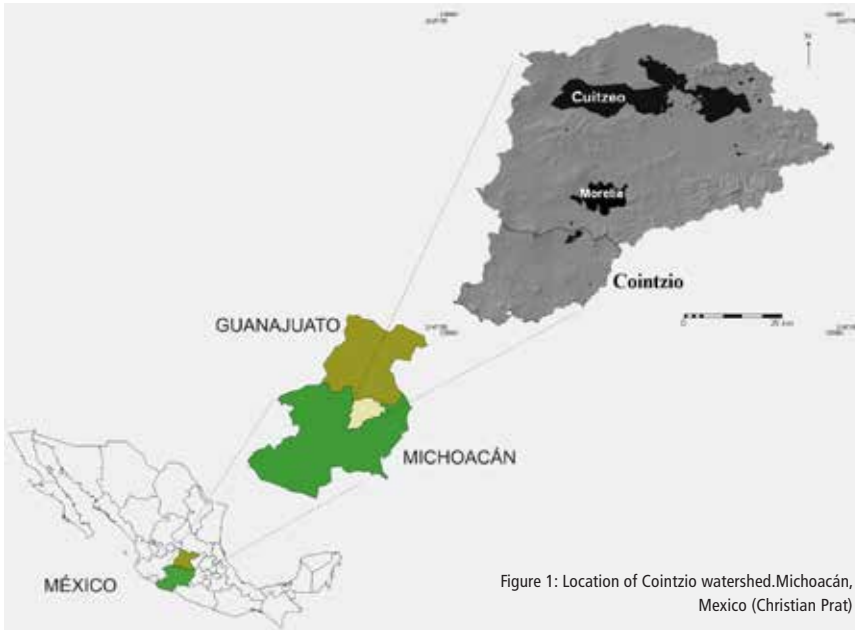 N
Cuitzeo
Morelia
Cointzio
GUANAJUATO
MICHOACÁN
MÉXICO
Figure 1: Location of Cointzio watershed.Michoacán,
Mexico (Christian Prat)